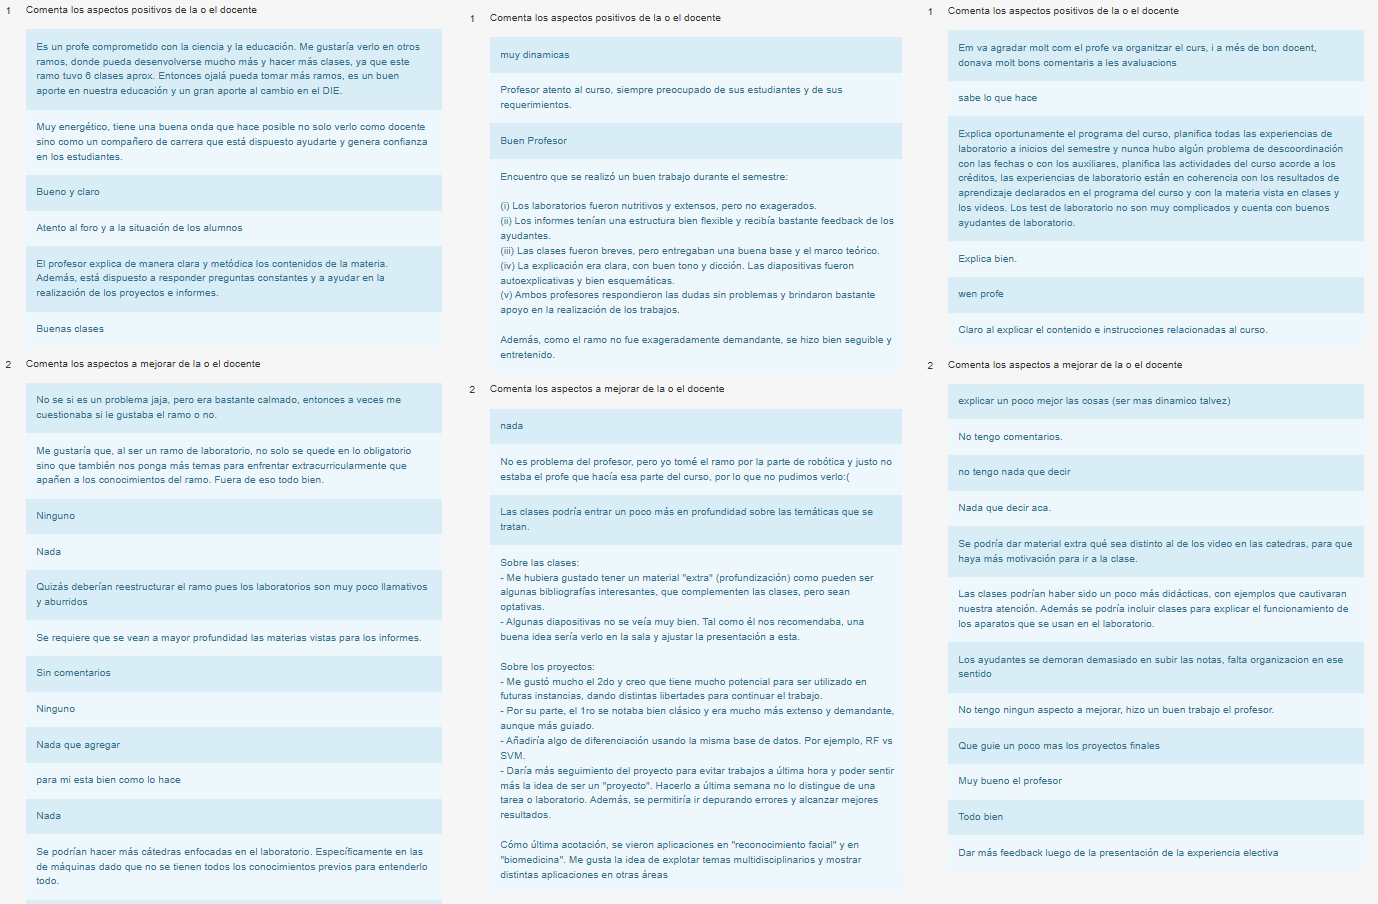 1 Comenta los aspectos positivos de la o el docente
Es un profe comprometido con la ciencia y la educación. Me gustaría verlo en otros
ramos, donde pueda desenvolverse mucho más y hacer más clases, ya que este
ramo tuvo 6 clases aprox. Entonces ojalá pueda tomar más ramos, es un buen
aporte en nuestra educación y un gran aporte al cambio en el DIE.
Muy energético, tiene una buena onda que hace posible no solo verlo como docente
sino como un compañero de carrera que está dispuesto ayudarte y genera confianza
en los estudiantes.
Bueno y claro
Atento al foro y a la situación de los alumnos
El profesor explica de manera clara y metódica los contenidos de la materia.
Además, está dispuesto a responder preguntas constantes y a ayudar en la
realización de los proyectos e informes.
Buenas clases
2 Comenta los aspectos a mejorar de la o el docente
No se si es un problema jaja, pero era bastante calmado, entonces a veces me
cuestionaba si le gustaba el ramo o no.
Me gustaría que, al ser un ramo de laboratorio, no solo se quede en lo obligatorio
sino que también nos ponga más temas para enfrentar extracurricularmente que
apañen a los conocimientos del ramo. Fuera de eso todo bien.
Ninguno
Nada
Quizás deberían reestructurar el ramo pues los laboratorios son muy poco llamativos
y aburridos
Se requiere que se vean a mayor profundidad las materias vistas para los informes.
Sin comentarios
Ninguno
Nada que agregar
para mi esta bien como lo hace
Nada
Se podrían hacer más cátedras enfocadas en el laboratorio. Específicamente en las
de máquinas dado que no se tienen todos los conocimientos previos para entenderlo
todo.
1 Comenta los aspectos positivos de la o el docente
muy dinamicas
Profesor atento al curso, siempre preocupado de sus estudiantes y de sus
requerimientos.
Buen Profesor
Encuentro que se realizó un buen trabajo durante el semestre:
(i) Los laboratorios fueron nutritivos y extensos, pero no exagerados.
(ii) Los informes tenían una estructura bien flexible y recibía bastante feedback de los
ayudantes.
(iii) Las clases fueron breves, pero entregaban una buena base y el marco teórico.
(iv) La explicación era clara, con buen tono y dicción. Las diapositivas fueron
autoexplicativas y bien esquemáticas.
(v) Ambos profesores respondieron las dudas sin problemas y brindaron bastante
apoyo en la realización de los trabajos.
Además, como el ramo no fue exageradamente demandante, se hizo bien seguible y
entretenido.
2 Comenta los aspectos a mejorar de la o el docente
nada
No es problema del profesor, pero yo tomé el ramo por la parte de robótica y justo no
estaba el profe que hacía esa parte del curso, por lo que no pudimos verlo:(
Las clases podría entrar un poco más en profundidad sobre las temáticas que se
tratan.
Sobre las clases:
- Me hubiera gustado tener un material "extra" (profundización) como pueden ser
algunas bibliografías interesantes, que complementen las clases, pero sean
optativas.
- Algunas diapositivas no se veía muy bien. Tal como él nos recomendaba, una
buena idea sería verlo en la sala y ajustar la presentación a esta.
Sobre los proyectos:
- Me gustó mucho el 2do y creo que tiene mucho potencial para ser utilizado en
futuras instancias, dando distintas libertades para continuar el trabajo.
- Por su parte, el 1ro se notaba bien clásico y era mucho más extenso y demandante,
aunque más guiado.
- Añadiría algo de diferenciación usando la misma base de datos. Por ejemplo, RF vs
SVM.
- Daría más seguimiento del proyecto para evitar trabajos a última hora y poder sentir
más la idea de ser un "proyecto". Hacerlo a última semana no lo distingue de una
tarea o laboratorio. Además, se permitiría ir depurando errores y alcanzar mejores
resultados.
Cómo última acotación, se vieron aplicaciones en "reconocimiento facial" y en
"biomedicina". Me gusta la idea de explotar temas multidisciplinarios y mostrar
distintas aplicaciones en otras áreas
1 Comenta los aspectos positivos de la o el docente
Em va agradar molt com el profe va organitzar el curs, i a més de bon docent,
donava molt bons comentaris a les avaluacions
sabe lo que hace
Explica oportunamente el programa del curso, planifica todas las experiencias de
laboratorio a inicios del semestre y nunca hubo algún problema de descoordinación
con las fechas o con los auxiliares, planifica las actividades del curso acorde a los
créditos, las experiencias de laboratorio están en coherencia con los resultados de
aprendizaje declarados en el programa del curso y con la materia vista en clases y
los videos. Los test de laboratorio no son muy complicados y cuenta con buenos
ayudantes de laboratorio.
Explica bien.
wen profe
Claro al explicar el contenido e instrucciones relacionadas al curso.
2 Comenta los aspectos a mejorar de la o el docente
explicar un poco mejor las cosas (ser mas dinamico talvez)
No tengo comentarios.
no tengo nada que decir
Nada que decir aca.
Se podría dar material extra qué sea distinto al de los video en las catedras, para que
haya más motivación para ir a la clase.
Las clases podrían haber sido un poco más didácticas, con ejemplos que cautivaran
nuestra atención. Además se podría incluir clases para explicar el funcionamiento de
los aparatos que se usan en el laboratorio.
Los ayudantes se demoran demasiado en subir las notas, falta organizacion en ese
sentido
No tengo ningun aspecto a mejorar, hizo un buen trabajo el profesor.
Que guie un poco mas los proyectos finales
Muy bueno el profesor
Todo bien
Dar más feedback luego de la presentación de la experiencia electiva